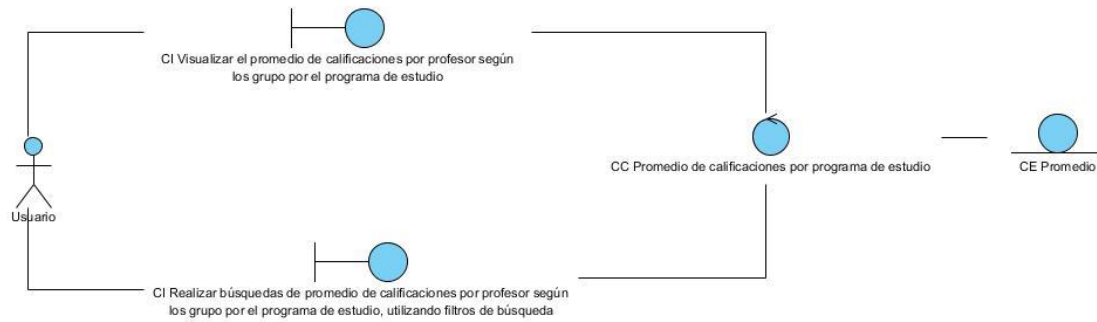 CI Visualizar el promedio de calificaciones por profesor según
los grupo por el programa de estudio
Usuario
CC Promedio de calificaciones por programa de estudio
CE Promedio
CI Realizar búsquedas de promedio de calificaciones por profesor según
los grupo por el programa de estudio, utilizando filtros de búsqueda